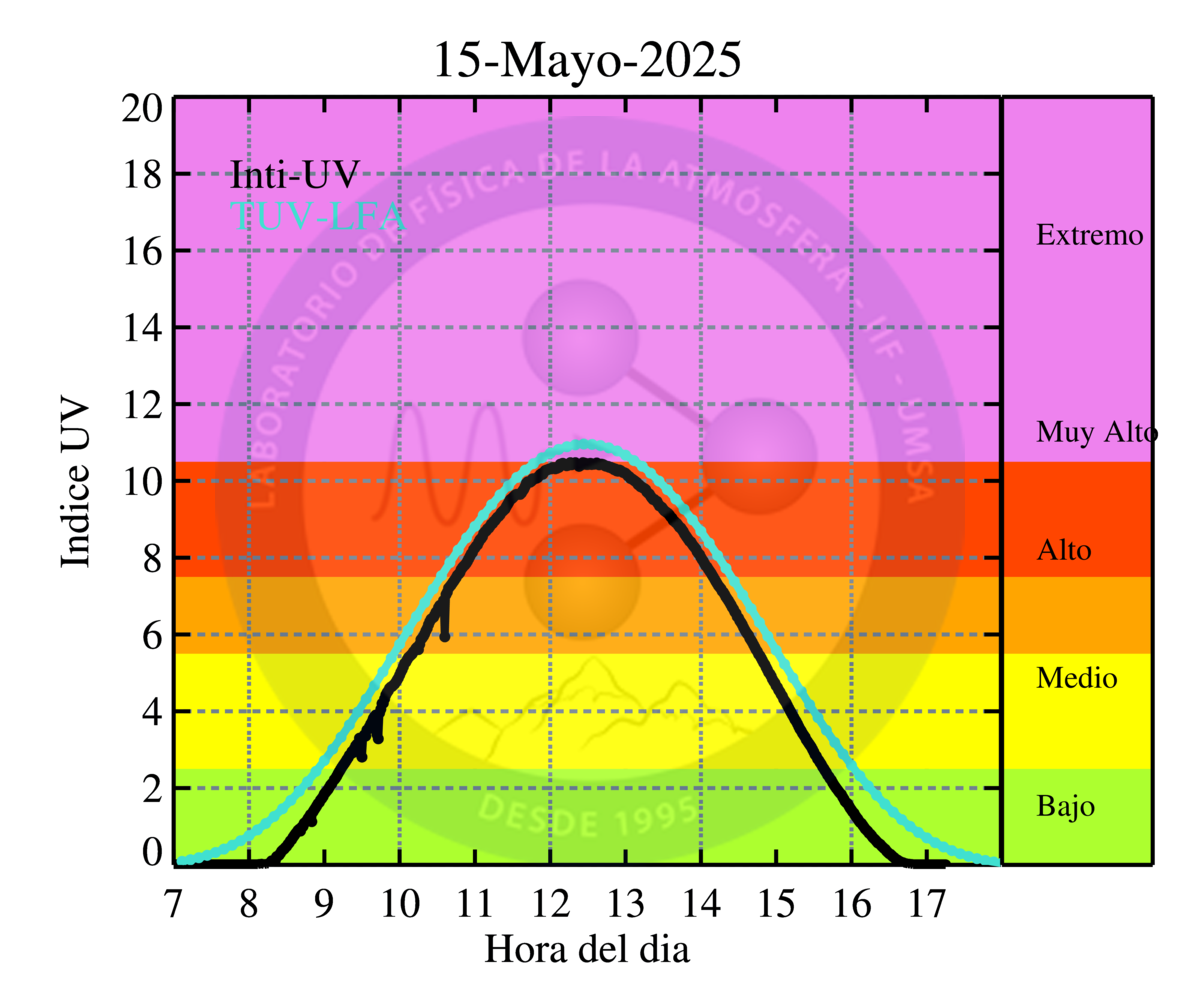 15-Mayo-2025
20
18
16
14
12
10
8
6
4
2
0
Indice UV
Inti-UV
TUV-LFA
LABORATORIO DE FÍSICA DE LA ATMÓSFERA - IIF - UMSA
DESDE 1995
Extremo
Muy Alto
Alto
Medio
Bajo
7 8 9 10 11 12 13 14 15 16 17
Hora del dia